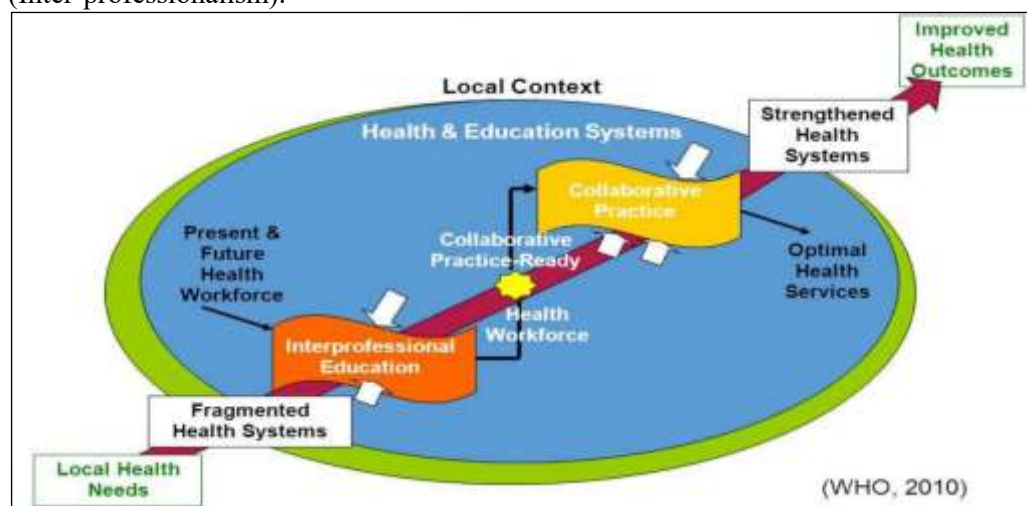 (Inter-professionalism).
Improved
Health
Outcomes
Local Context
Strengthened
Health
Systems
Health & Education Systems
Collaborative
Practice
Present &
Future
Health
Workforce
Collaborative
Practice-Ready
Optimal
Health
Services
Health
Workforce
Interprofessional
Education
Fragmented
Health Systems
Local Health
Needs
(WHO, 2010)